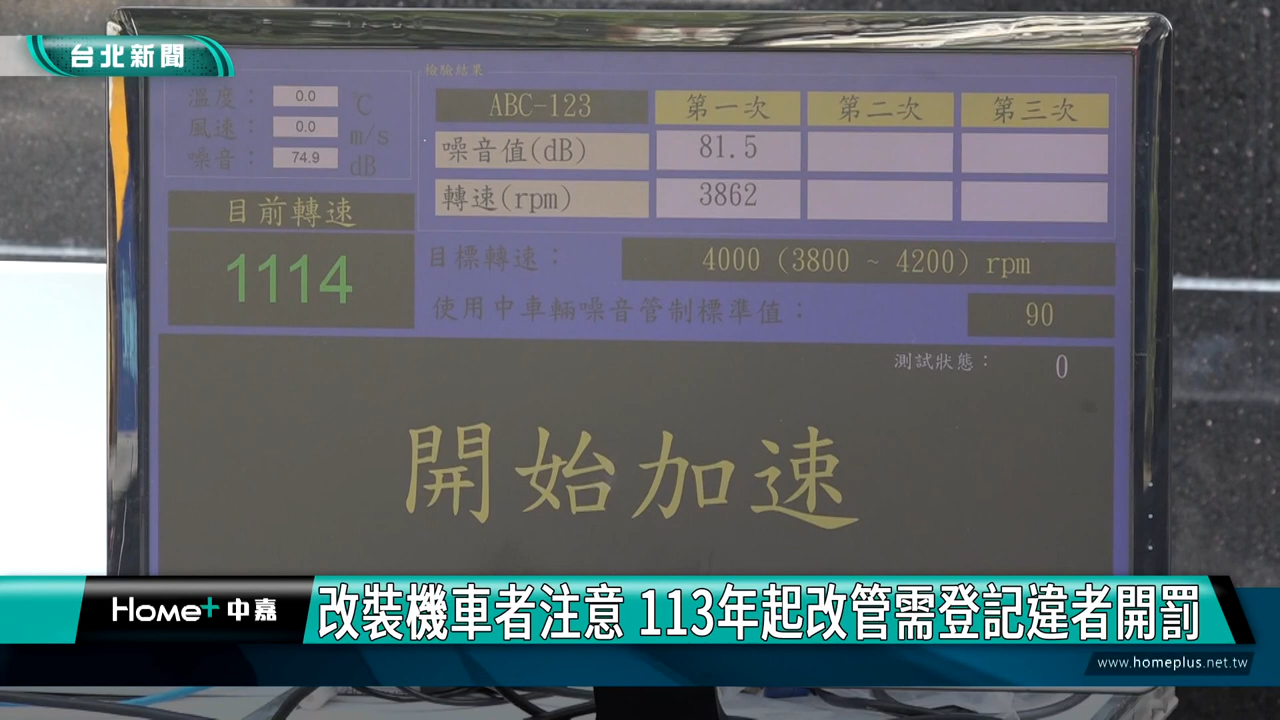 台北新聞
檢驗結果
溫度： 0.0 ℃
風速： 0.0 m/s
噪音： 74.9 dB
ABC-123 第一次 第二次 第三次
噪音值(dB) 81.5
轉速(rpm) 3862
目前轉速
1114
目標轉速： 4000 (3800 ~ 4200) rpm
使用中車輛噪音管制標準值： 90
測試狀態： 0
開始加速
Home+中嘉
改裝機車者注意 113年起改管需登記違者開罰
www.homeplus.net.tw